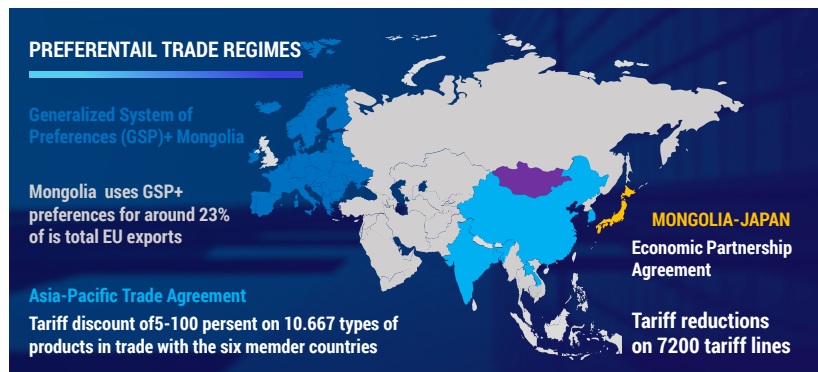 PREFERENTAIL TRADE REGIMES
Generalized System of
Preferences (GSP)+ Mongolia
Mongolia uses GSP+
preferences for around 23%
of is total EU exports
Asia-Pacific Trade Agreement
Tariff discount of5-100 persent on 10.667 types of
products in trade with the six memder countries
MONGOLIA-JAPAN
Economic Partnership
Agreement
Tariff reductions
on 7200 tariff lines